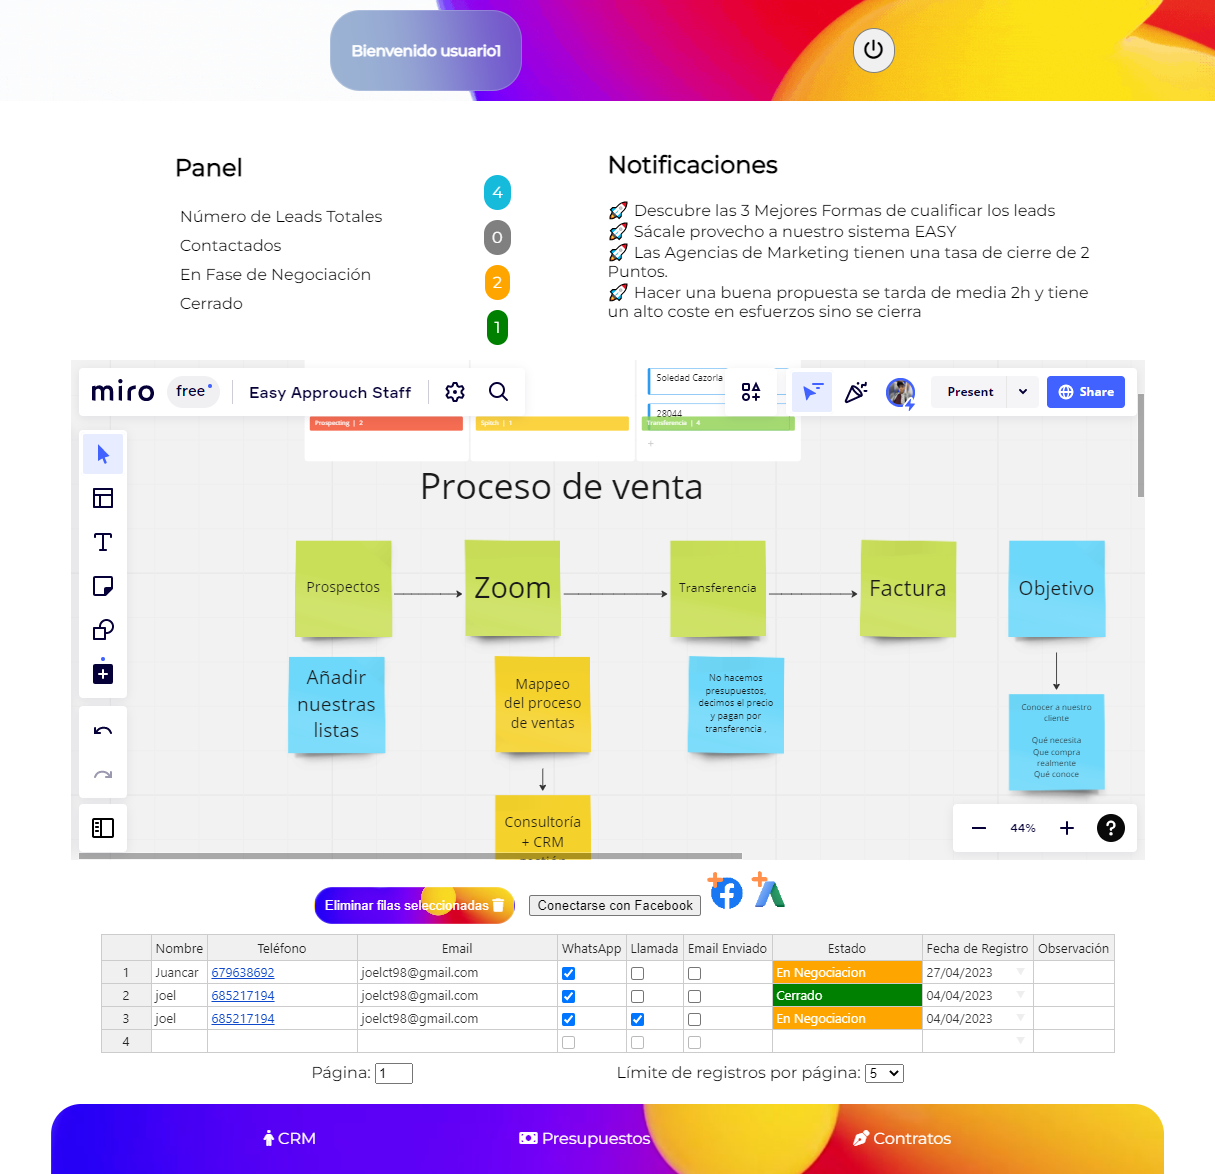 Bienvenido usuario1
Panel
Número de Leads Totales
Contactados
En Fase de Negociación
Cerrado
4
0
2
1
Notificaciones
🚀 Descubre las 3 Mejores Formas de cualificar los leads
🚀 Sácale provecho a nuestro sistema EASY
🚀 Las Agencias de Marketing tienen una tasa de cierre de 2
Puntos.
🚀 Hacer una buena propuesta se tarda de media 2h y tiene
un alto coste en esfuerzos sino se cierra
miro free Easy Approuch Staff
Soledad Cazorla
28044
Present Share
Prospecting | 2
Spitch | 1
Transferencia | 4
Proceso de venta
Prospectos
Zoom
Transferencia
Factura
Objetivo
Añadir
nuestras
listas
Mappeo
del proceso
de ventas
No hacemos
presupuestos,
decimos el precio
y pagan por
transferencia .
Conocer a nuestro
cliente
Qué necesita
Que compra
realmente
Qué conoce
Consultoría
+ CRM
gestión
44%
Eliminar filas seleccionadas
Conectarse con Facebook
Nombre Teléfono Email WhatsApp Llamada Email Enviado Estado Fecha de Registro Observación
1 Juancar 679638692 joelct98@gmail.com En Negociacion 27/04/2023
2 joel 685217194 joelct98@gmail.com Cerrado 04/04/2023
3 joel 685217194 joelct98@gmail.com En Negociacion 04/04/2023
4
Página: 1
Límite de registros por página: 5
CRM
Presupuestos
Contratos